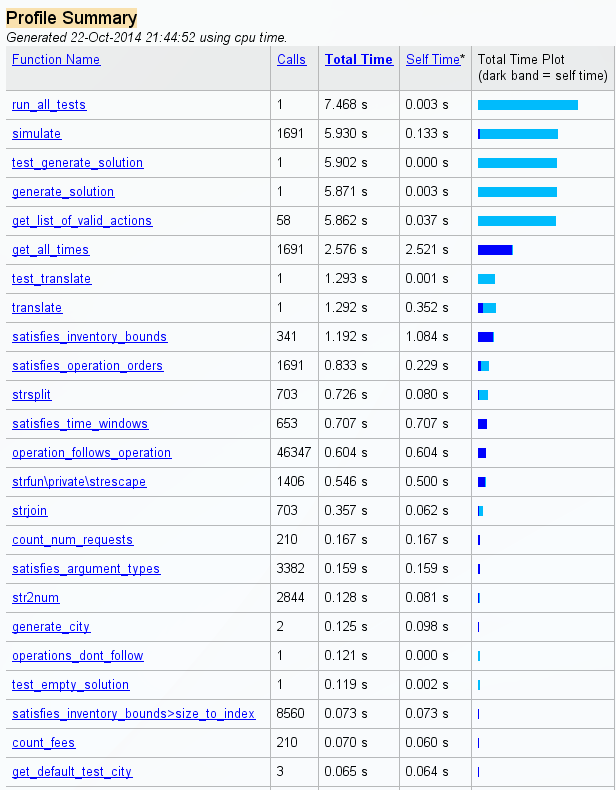 Profile Summary
Generated 22-Oct-2014 21:44:52 using cpu time.
Function Name Calls Total Time Self Time* Total Time Plot
(dark band = self time)
run_all_tests 1 7.468 s 0.003 s
simulate 1691 5.930 s 0.133 s
test_generate_solution 1 5.902 s 0.000 s
generate_solution 1 5.871 s 0.003 s
get_list_of_valid_actions 58 5.862 s 0.037 s
get_all_times 1691 2.576 s 2.521 s
test_translate 1 1.293 s 0.001 s
translate 1 1.292 s 0.352 s
satisfies_inventory_bounds 341 1.192 s 1.084 s
satisfies_operation_orders 1691 0.833 s 0.229 s
strsplit 703 0.726 s 0.080 s
satisfies_time_windows 653 0.707 s 0.707 s
operation_follows_operation 46347 0.604 s 0.604 s
strfun\private\strescape 1406 0.546 s 0.500 s
strjoin 703 0.357 s 0.062 s
count_num_requests 210 0.167 s 0.167 s
satisfies_argument_types 3382 0.159 s 0.159 s
str2num 2844 0.128 s 0.081 s
generate_city 2 0.125 s 0.098 s
operations_dont_follow 1 0.121 s 0.000 s
test_empty_solution 1 0.119 s 0.002 s
satisfies_inventory_bounds>size_to_index 8560 0.073 s 0.073 s
count_fees 210 0.070 s 0.060 s
get_default_test_city 3 0.065 s 0.064 s